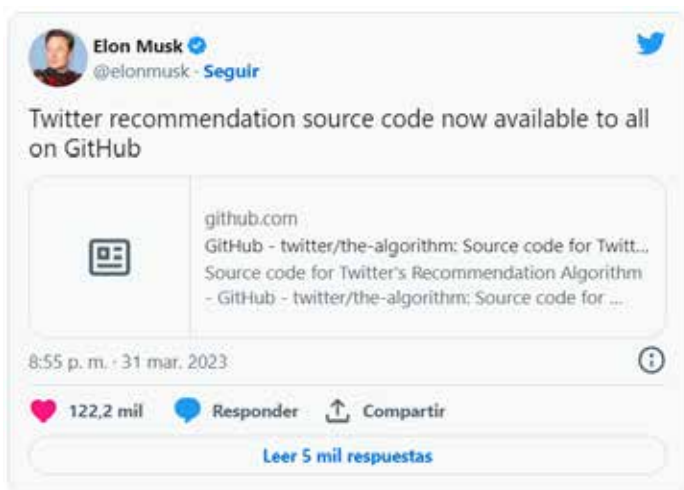 Elon Musk
@elonmusk · Seguir
Twitter recommendation source code now available to all
on GitHub
github.com
GitHub - twitter/the-algorithm: Source code for Twitt...
Source code for Twitter's Recommendation Algorithm
- GitHub - twitter/the-algorithm: Source code for ...
8:55 p. m. · 31 mar. 2023
122,2 mil Responder Compartir
Leer 5 mil respuestas